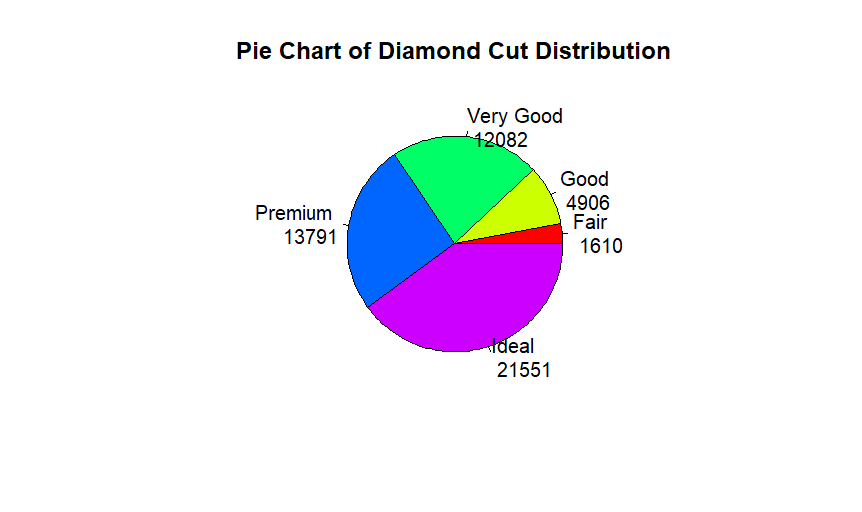 Pie Chart of Diamond Cut Distribution
Very Good
12082
Good
4906
Fair
1610
Premium
13791
Ideal
21551